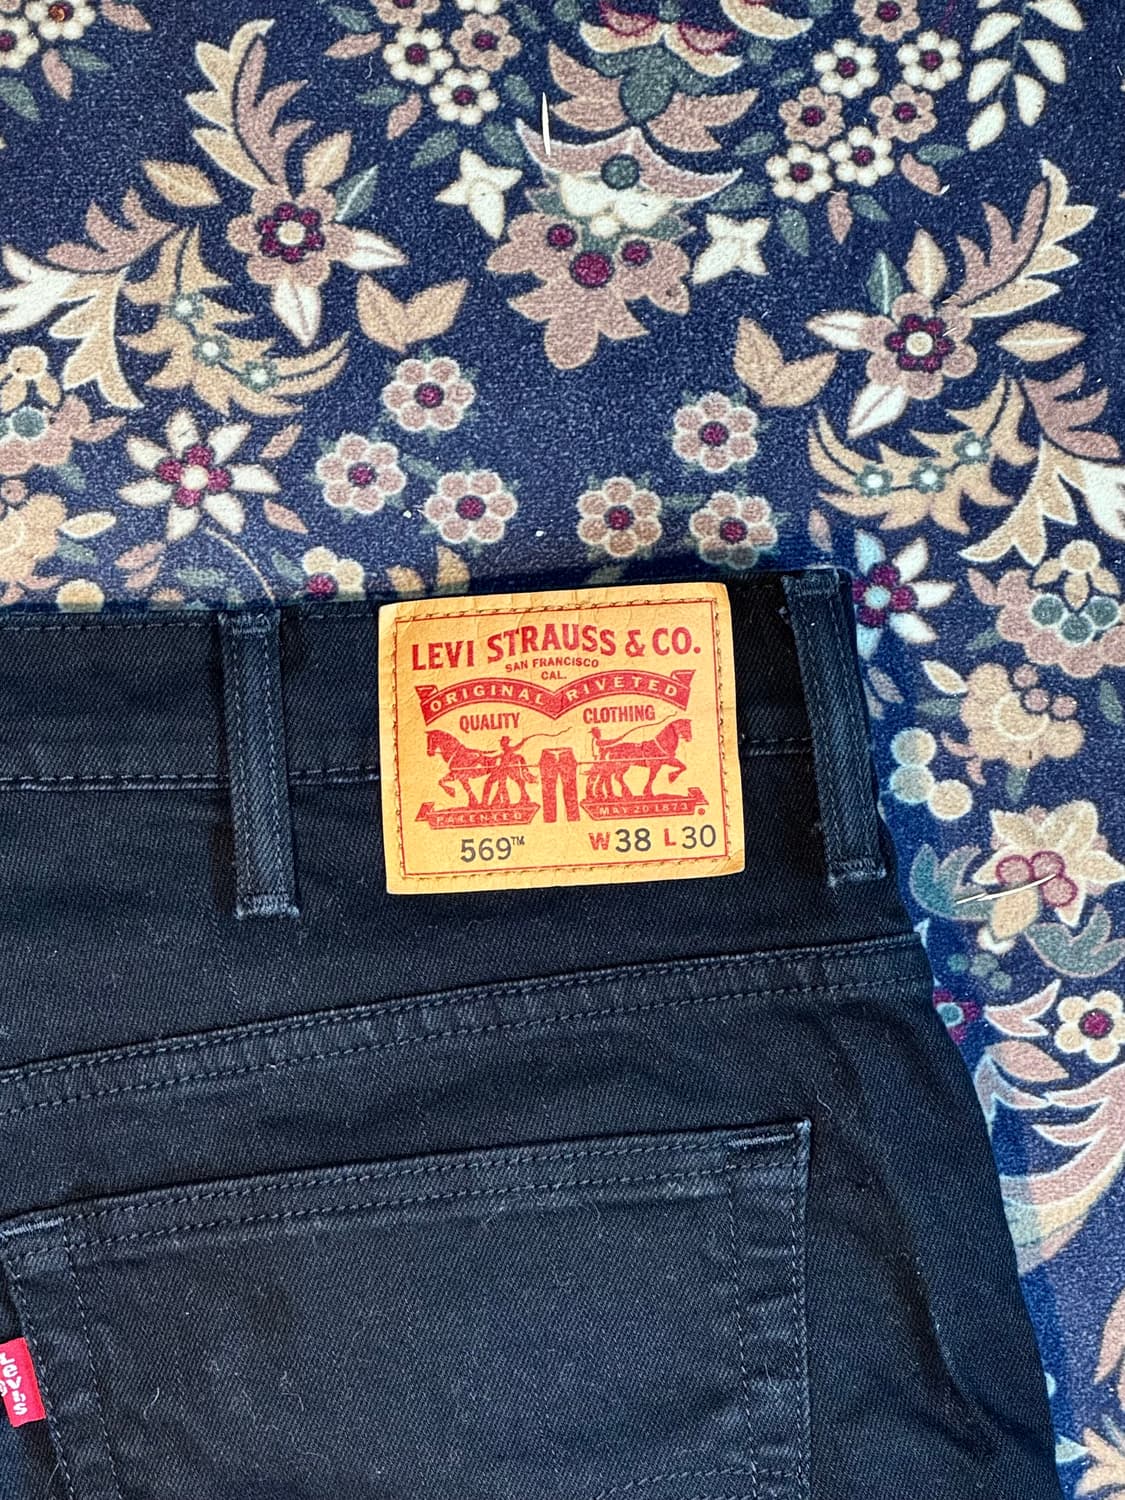 LEVI STRAUSS & CO.
SAN FRANCISCO
CAL.
ORIGINAL RIVETED
QUALITY CLOTHING
PATENTED MAY 20 1873 ®
569™ W38 L30
Levi's